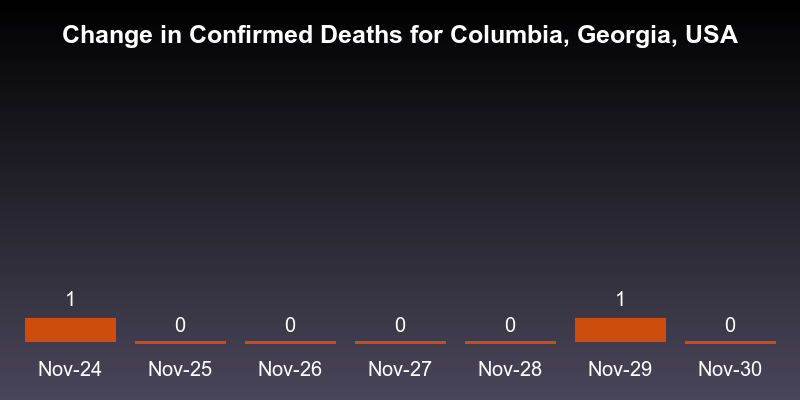 Change in Confirmed Deaths for Columbia, Georgia, USA
1 0 0 0 0 1 0
Nov-24 Nov-25 Nov-26 Nov-27 Nov-28 Nov-29 Nov-30